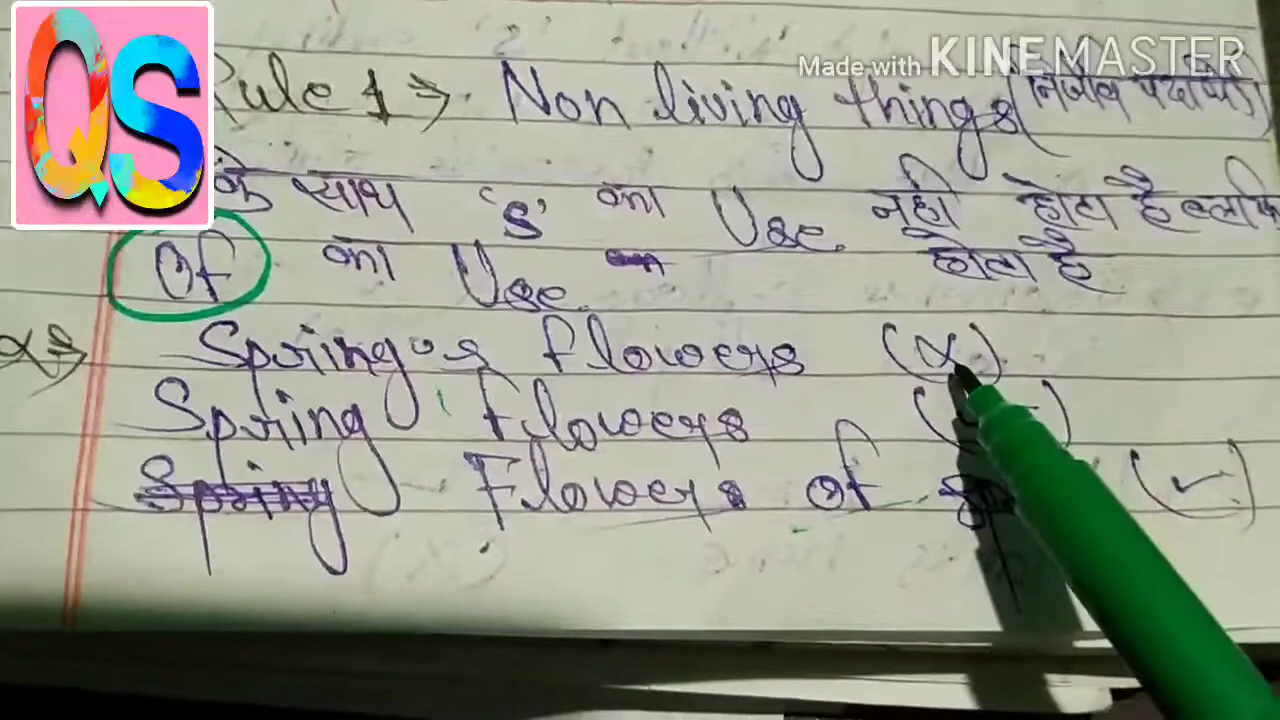 QS
Made with KINEMASTER
Rule 1 ⇒ Non living things (निर्जीव पदार्थों)
के साथ 's' का Use नहीं होता है बल्कि
Of का Use होता है
Spring's flowers (x)
Spring Flowers
Flowers of (✓)